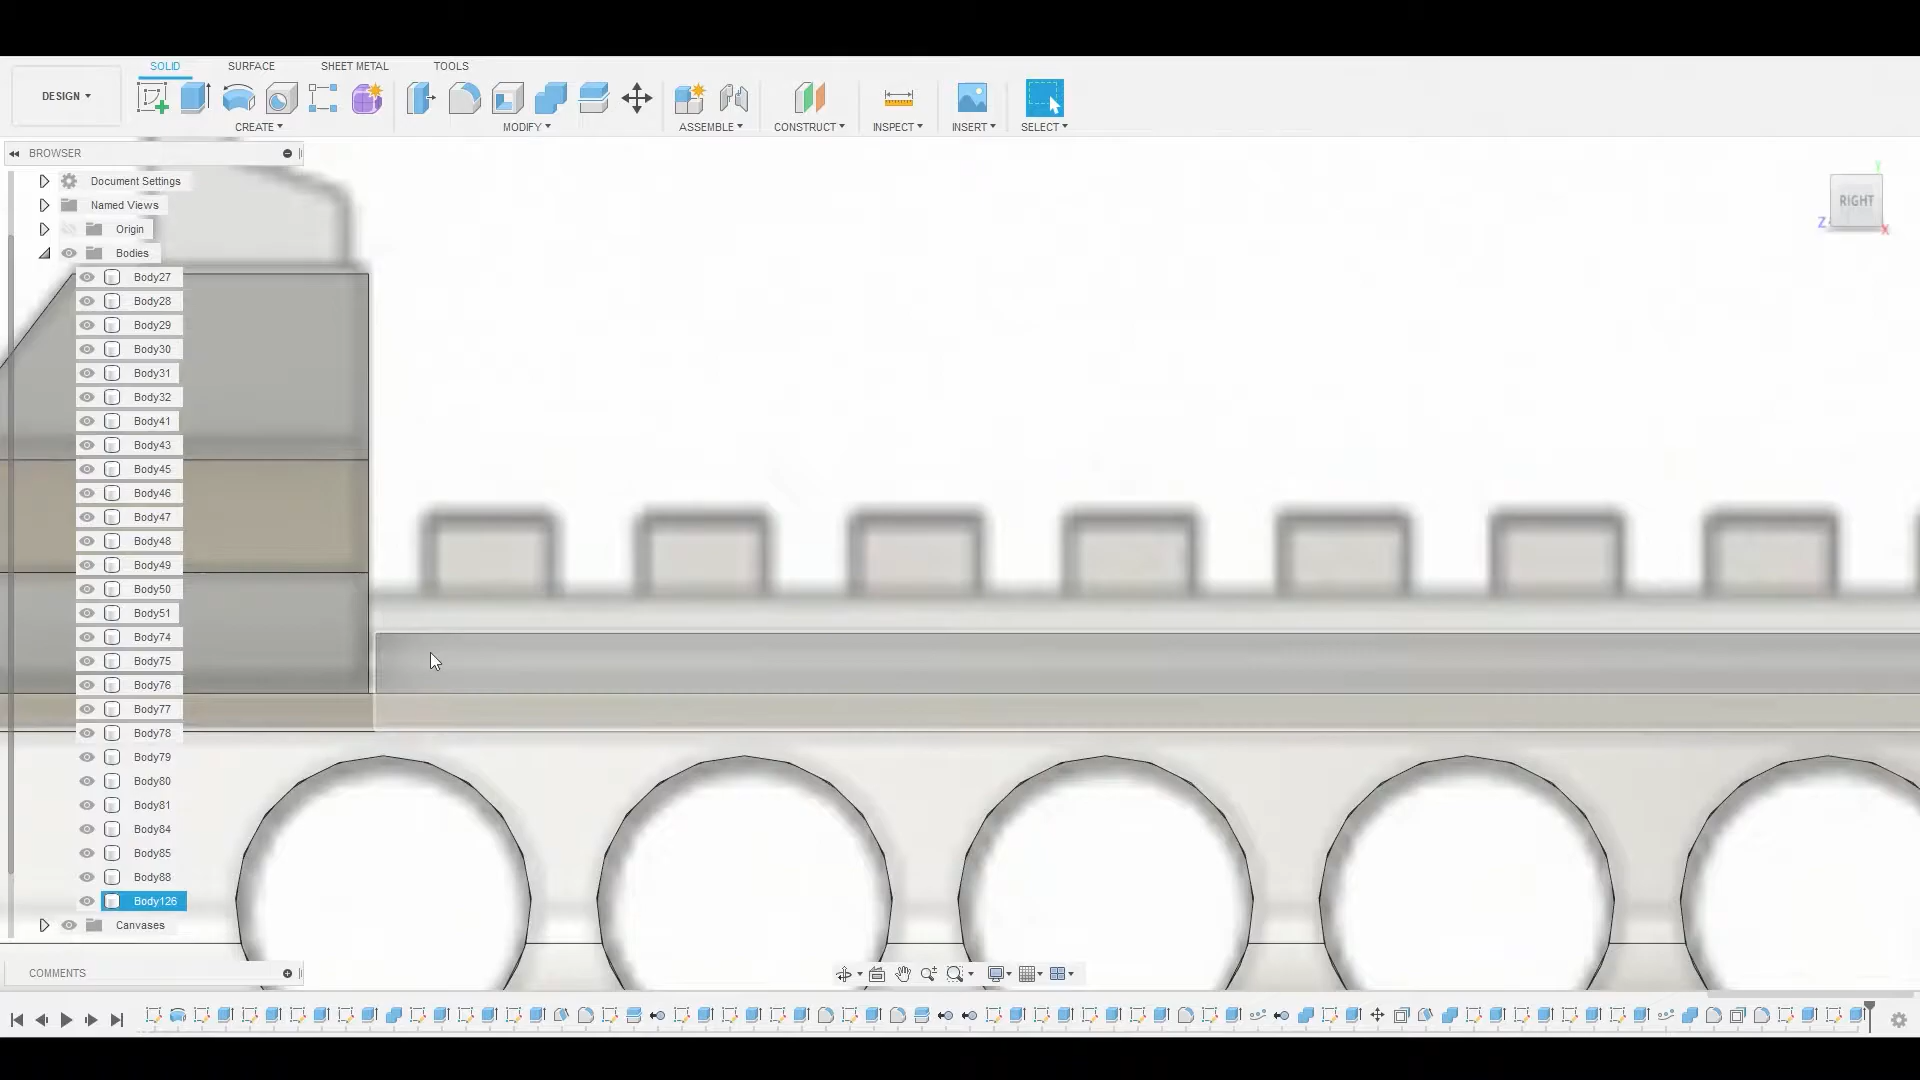 SOLID SURFACE SHEET METAL TOOLS
DESIGN
CREATE MODIFY ASSEMBLE CONSTRUCT INSPECT INSERT SELECT
BROWSER
Document Settings
Named Views
Origin
Bodies
Body27
Body28
Body29
Body30
Body31
Body32
Body41
Body43
Body45
Body46
Body47
Body48
Body49
Body50
Body51
Body74
Body75
Body76
Body77
Body78
Body79
Body80
Body81
Body84
Body85
Body88
Body126
Canvases
COMMENTS
Y
RIGHT
Z
X